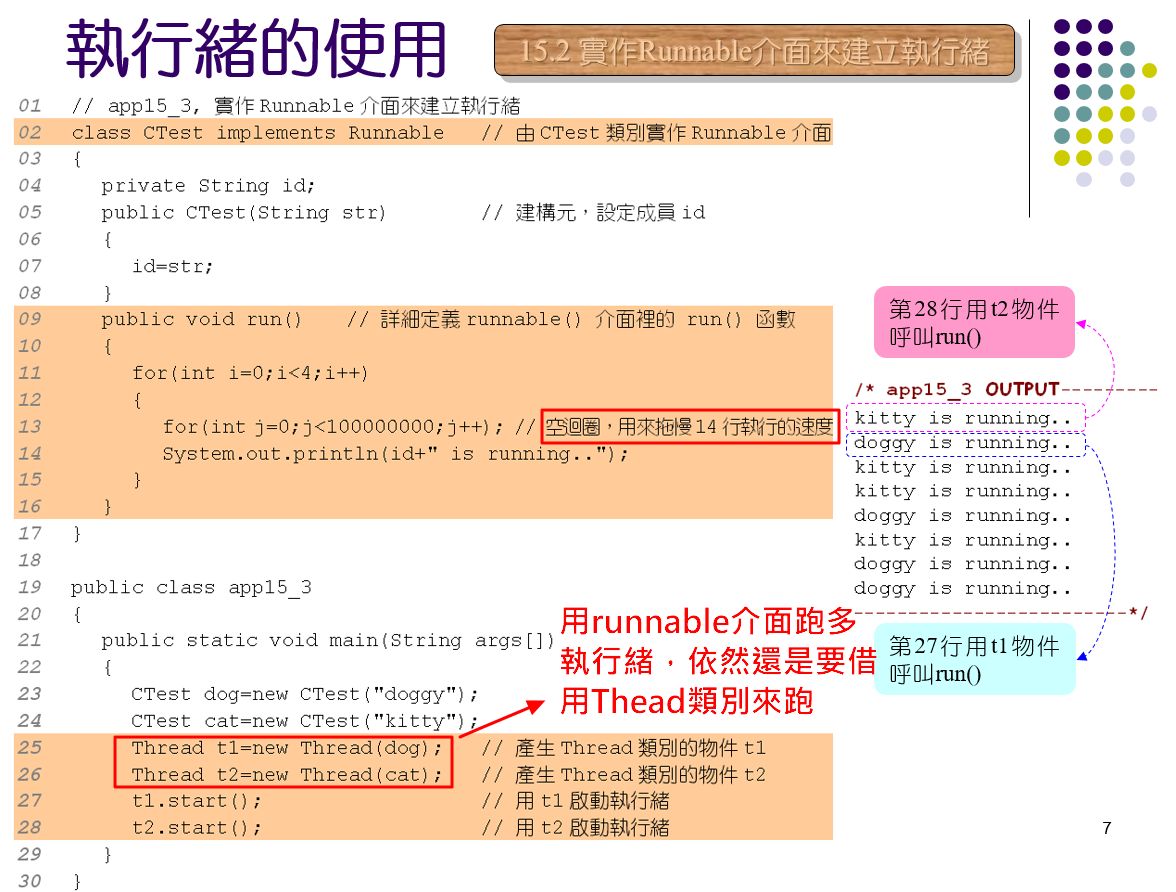 執行緒的使用
15.2 實作Runnable介面來建立執行緒
01 // app15_3, 實作 Runnable 介面來建立執行緒
02 class CTest implements Runnable // 由 CTest 類別實作 Runnable 介面
03 {
04 private String id;
05 public CTest(String str) // 建構元，設定成員 id
06 {
07 id=str;
08 }
09 public void run() // 詳細定義 runnable() 介面裡的 run() 函數
10 {
11 for(int i=0;i<4;i++)
12 {
13 for(int j=0;j<100000000;j++); // 空迴圈，用來拖慢 14 行執行的速度
14 System.out.println(id+" is running..");
15 }
16 }
17 }
18
19 public class app15_3
20 {
21 public static void main(String args[])
22 {
23 CTest dog=new CTest("doggy");
24 CTest cat=new CTest("kitty");
25 Thread t1=new Thread(dog); // 產生 Thread 類別的物件 t1
26 Thread t2=new Thread(cat); // 產生 Thread 類別的物件 t2
27 t1.start(); // 用 t1 啟動執行緒
28 t2.start(); // 用 t2 啟動執行緒
29 }
30 }
用runnable介面跑多
執行緒，依然還是要借
用Thead類別來跑
第28行用t2物件
呼叫run()
/* app15_3 OUTPUT---------
kitty is running..
doggy is running..
kitty is running..
kitty is running..
doggy is running..
kitty is running..
doggy is running..
doggy is running..
-------------------------*/
第27行用t1物件
呼叫run()
7